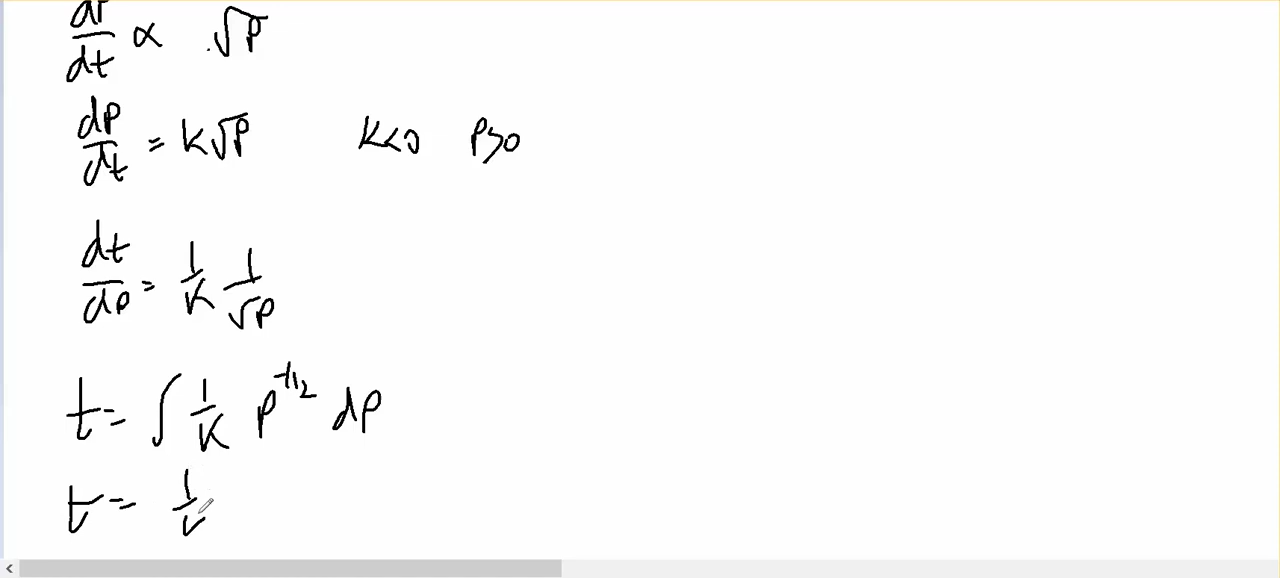 dP/dt ∝ √P
dP/dt = K√P K<0 P>0
dt/dP = 1/K 1/√P
t = ∫ 1/K P^-1/2 dP
t = 1/